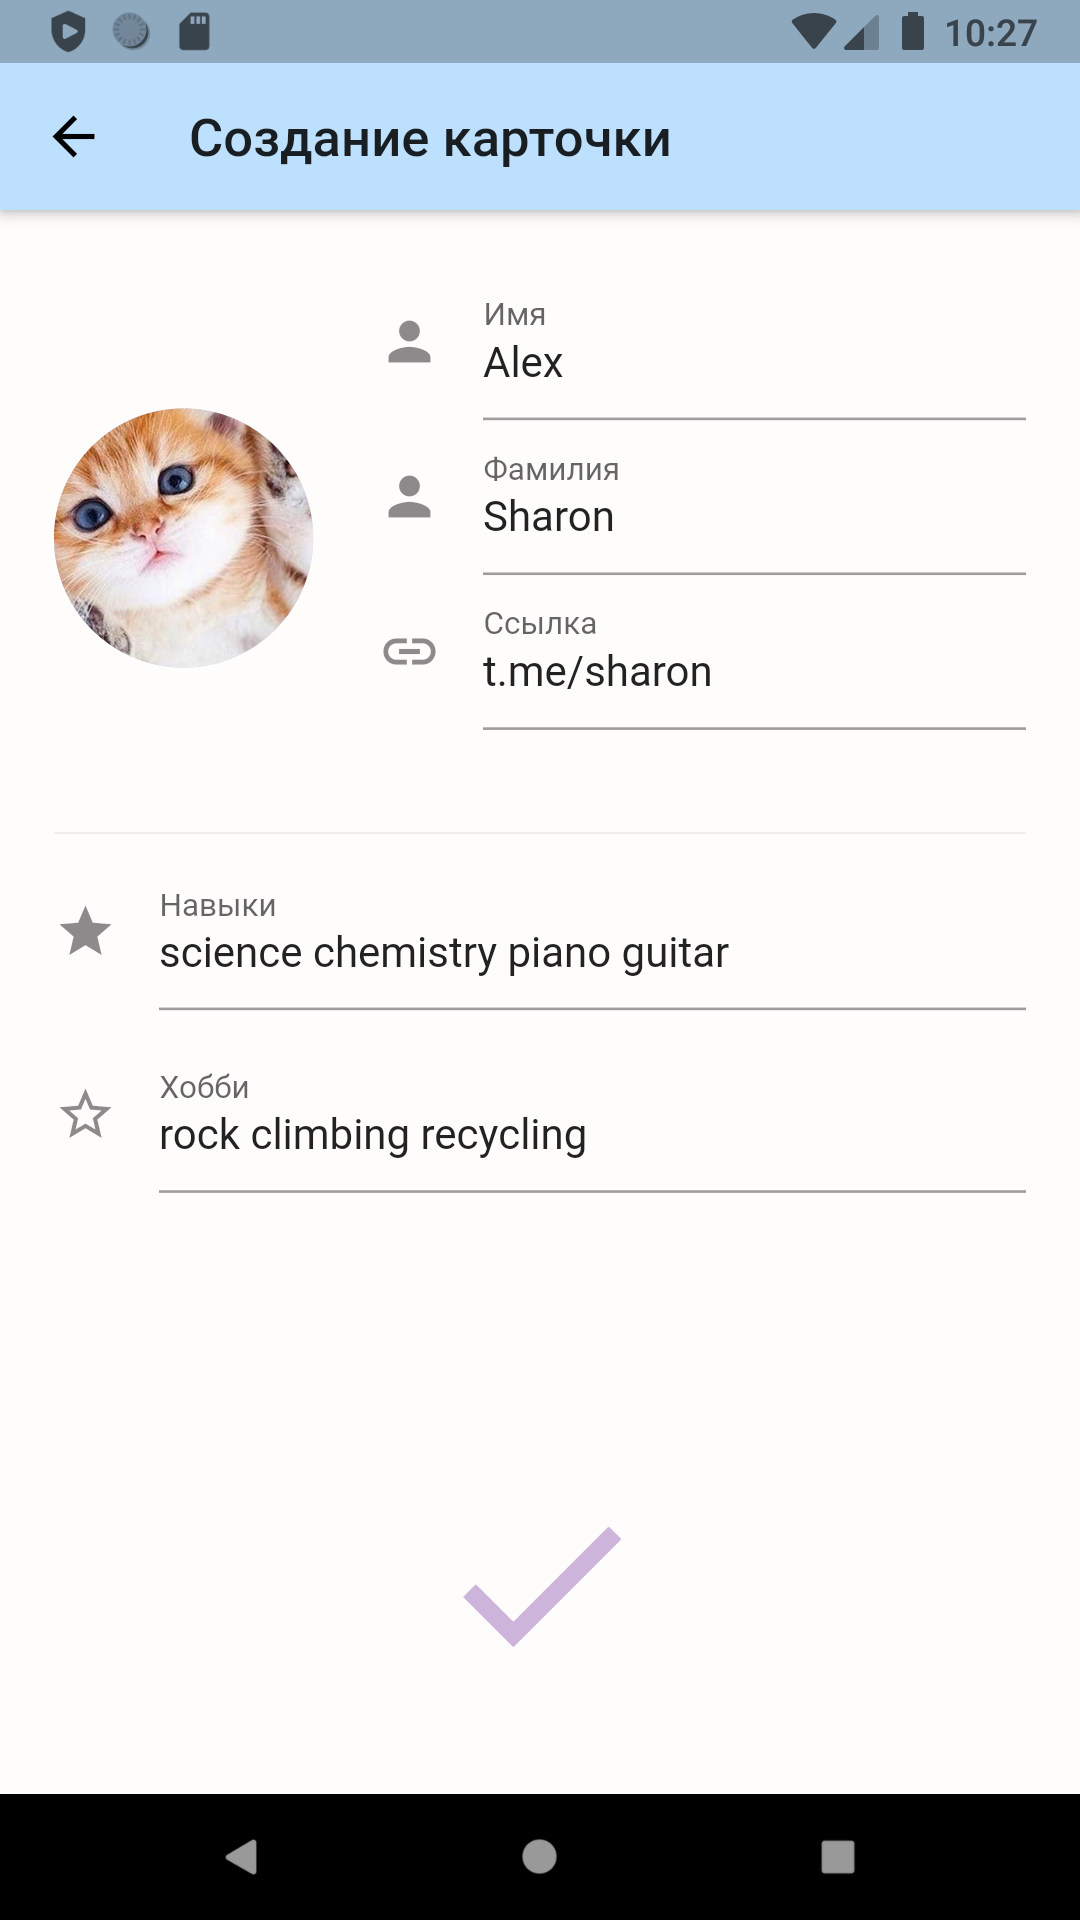 10:27
Создание карточки
Имя
Alex
Фамилия
Sharon
Ссылка
t.me/sharon
Навыки
science chemistry piano guitar
Хобби
rock climbing recycling